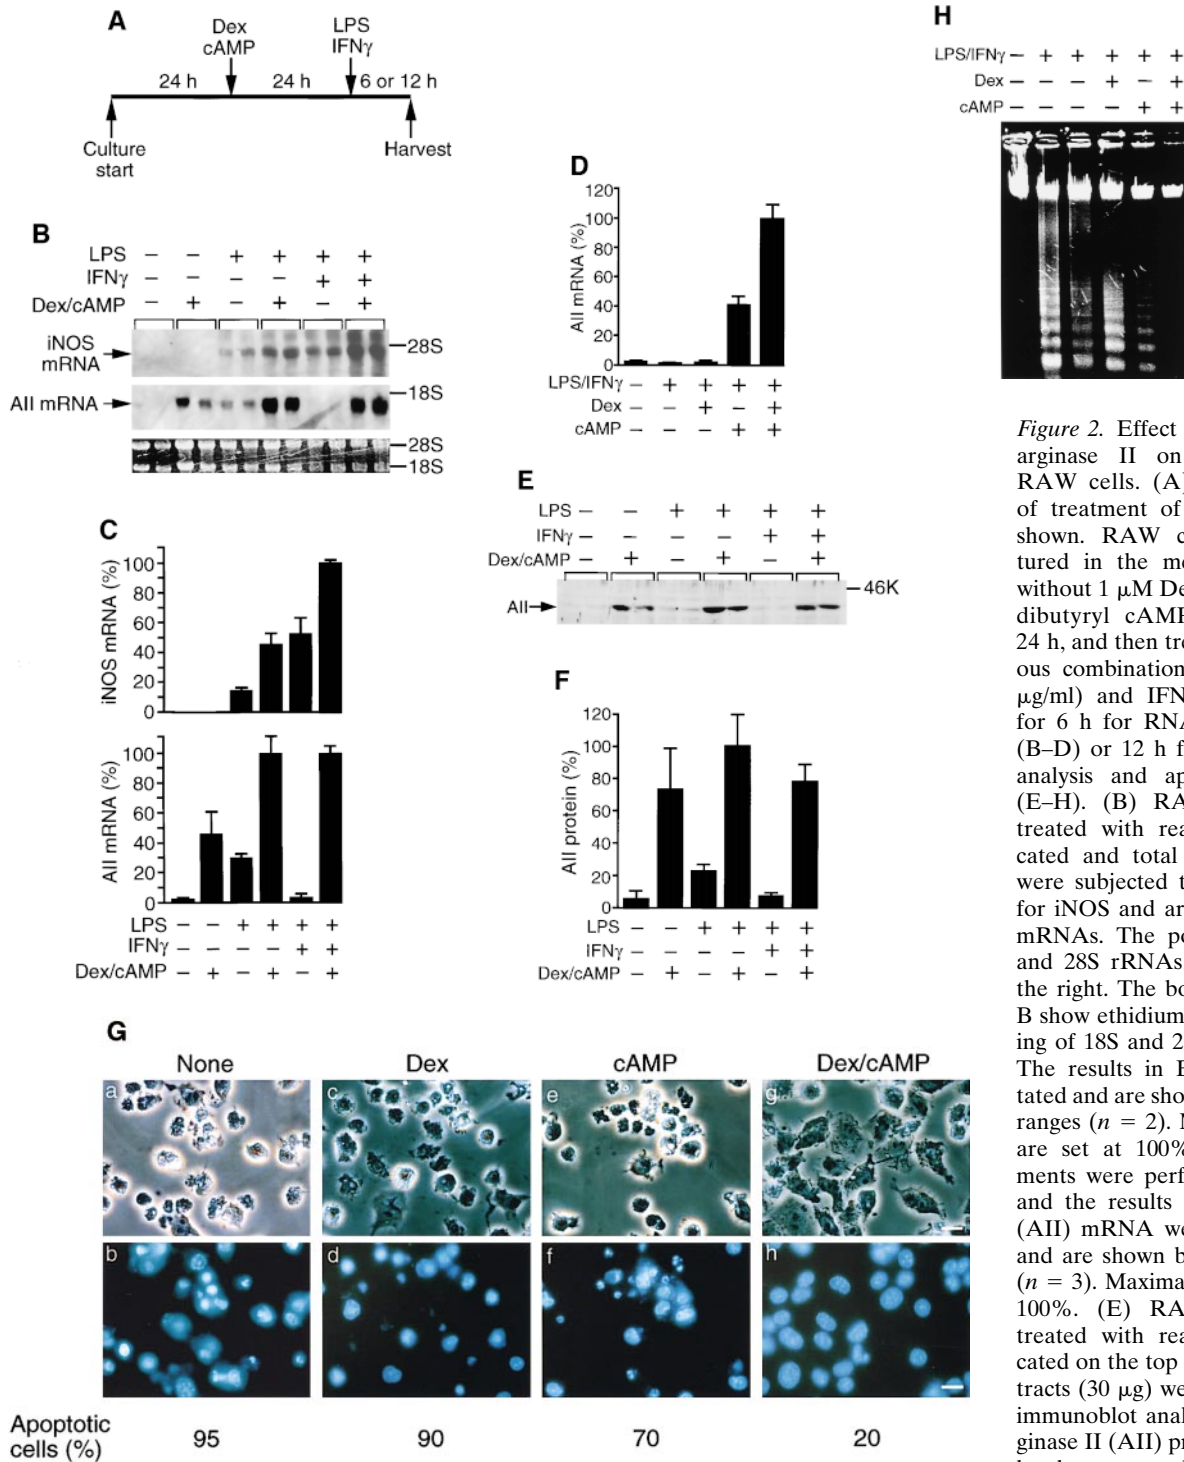 A
Dex
cAMP
LPS
IFNγ
24 h
24 h
6 or 12 h
Culture
start
Harvest
B
LPS – – + + + +
IFNγ – – – – + +
Dex/cAMP – + – + – +
iNOS
mRNA
28S
AII mRNA
18S
28S
18S
C
iNOS mRNA (%)
100
80
60
40
20
0
AII mRNA (%)
100
80
60
40
20
0
LPS – – + + + +
IFNγ – – – – + +
Dex/cAMP – + – + – +
D
AII mRNA (%)
120
100
80
60
40
20
0
LPS/IFNγ – + + + +
Dex – – + – +
cAMP – – – + +
E
LPS – – + + + +
IFNγ – – – – + +
Dex/cAMP – + – + – +
46K
AII
F
AII protein (%)
120
100
80
60
40
20
0
LPS – – + + + +
IFNγ – – – – + +
Dex/cAMP – + – + – +
G
None Dex cAMP Dex/cAMP
a c e g
b d f h
Apoptotic
cells (%)
95 90 70 20
H
LPS/IFNγ – + + + + +
Dex – – – + – +
cAMP – – – – + +
Figure 2. Effect
arginase II on
RAW cells. (A)
of treatment of
shown. RAW c
tured in the me
without 1 μM De
dibutyryl cAMP
24 h, and then tre
ous combination
μg/ml) and IFN
for 6 h for RNA
(B–D) or 12 h f
analysis and ap
(E–H). (B) RA
treated with rea
cated and total
were subjected t
for iNOS and ar
mRNAs. The po
and 28S rRNAs
the right. The bo
B show ethidium
ing of 18S and 2
The results in B
tated and are sho
ranges (n = 2). M
are set at 100%
ments were perf
and the results
(AII) mRNA we
and are shown b
(n = 3). Maxima
100%. (E) RA
treated with rea
cated on the top
tracts (30 μg) we
immunoblot anal
ginase II (AII) pr